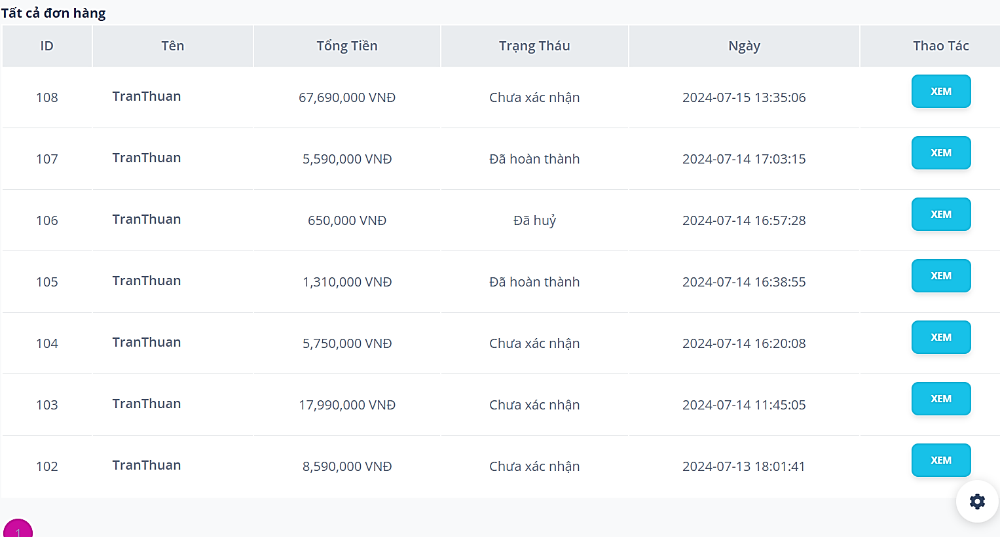 Tất cả đơn hàng
ID Tên Tổng Tiền Trạng Tháu Ngày Thao Tác
108 TranThuan 67,690,000 VNĐ Chưa xác nhận 2024-07-15 13:35:06 XEM
107 TranThuan 5,590,000 VNĐ Đã hoàn thành 2024-07-14 17:03:15 XEM
106 TranThuan 650,000 VNĐ Đã huỷ 2024-07-14 16:57:28 XEM
105 TranThuan 1,310,000 VNĐ Đã hoàn thành 2024-07-14 16:38:55 XEM
104 TranThuan 5,750,000 VNĐ Chưa xác nhận 2024-07-14 16:20:08 XEM
103 TranThuan 17,990,000 VNĐ Chưa xác nhận 2024-07-14 11:45:05 XEM
102 TranThuan 8,590,000 VNĐ Chưa xác nhận 2024-07-13 18:01:41 XEM
1